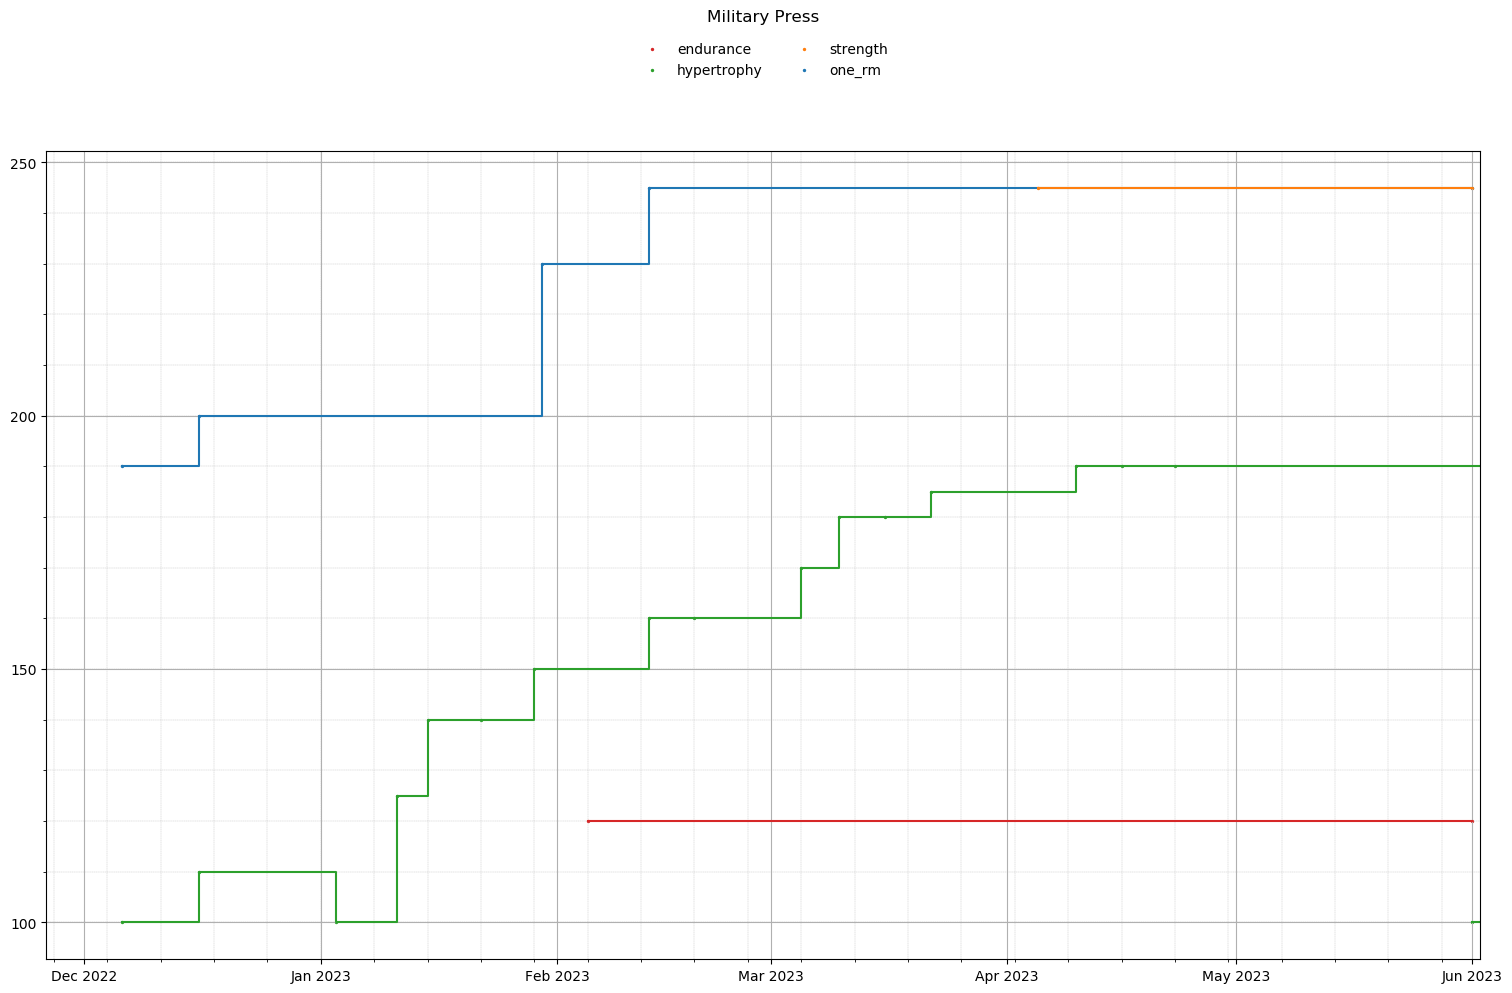 Military Press
endurance strength
hypertrophy one_rm
250
200
150
100
Dec 2022 Jan 2023 Feb 2023 Mar 2023 Apr 2023 May 2023 Jun 2023